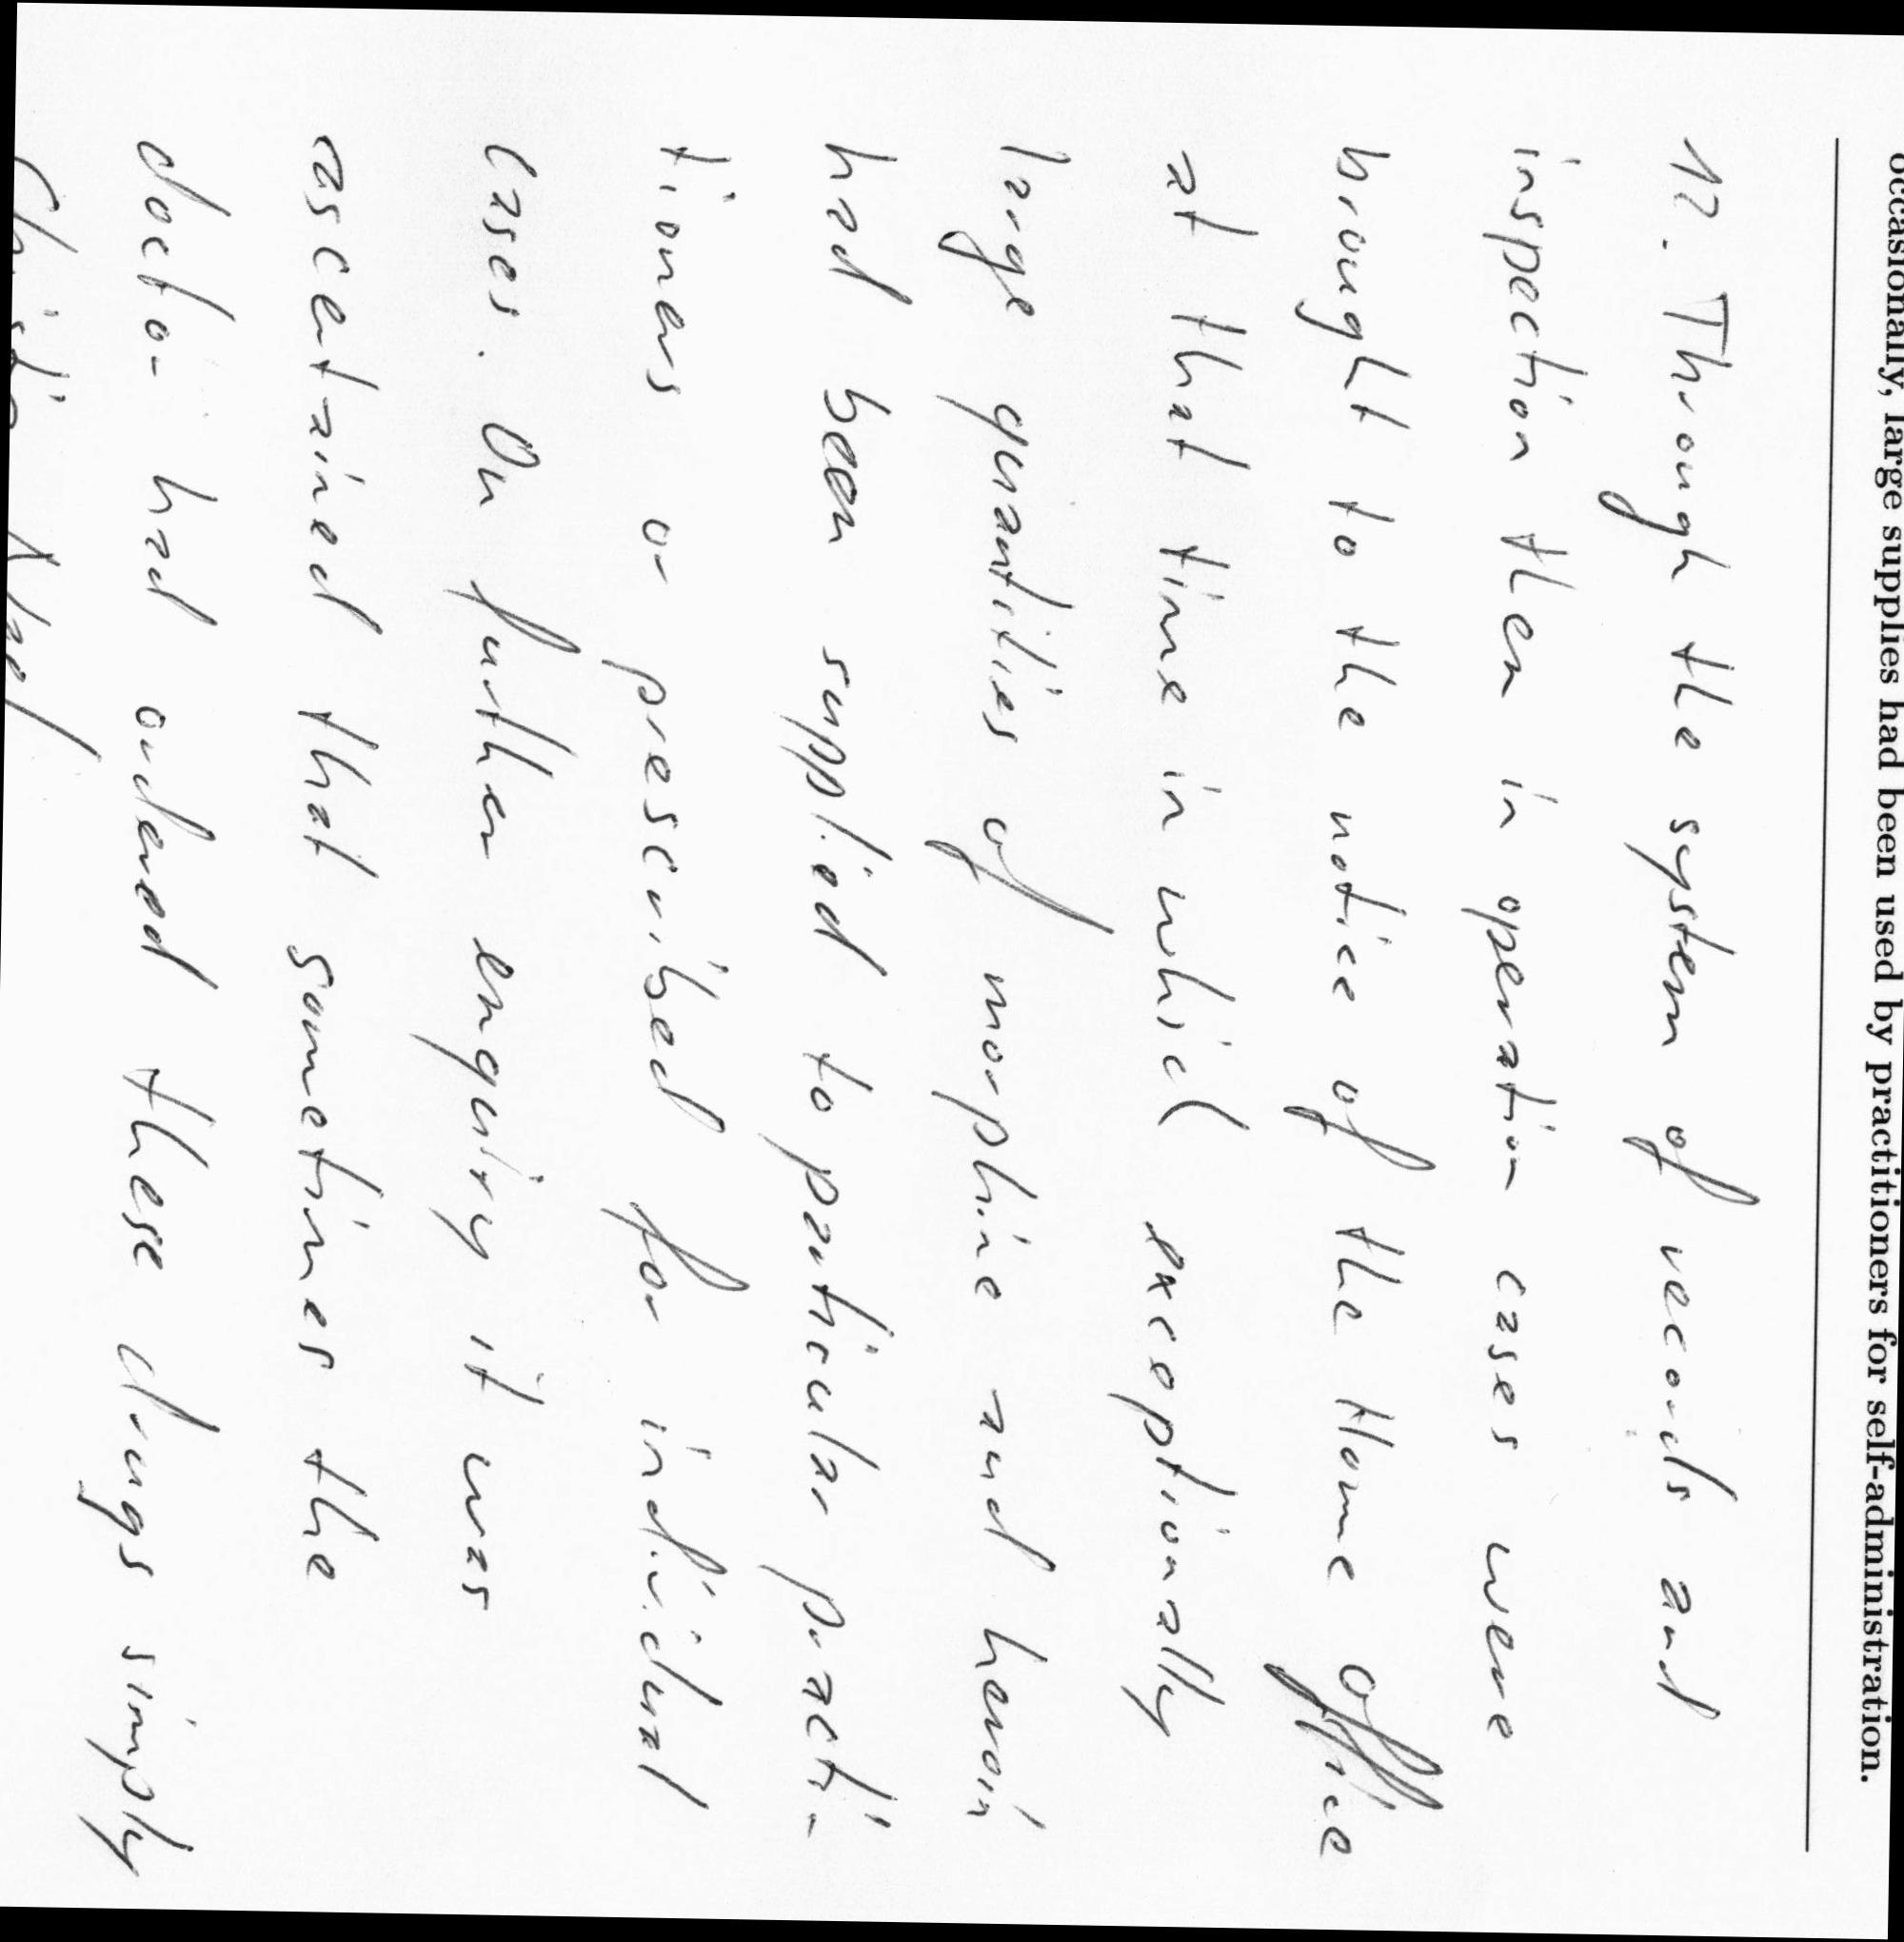 occasionally, large supplies had been used by practitioners for self-administration.
12. Through the system of records and
inspection then in operation cases were
brought to the notice of the Home Office
at that time in which exceptionally
large quantities of morphine and heroin
had been supplied to particular practi-
tioners or prescribed for individual
cases. On further enquiry it was
ascertained that sometimes the
doctor had ordered these drugs simply